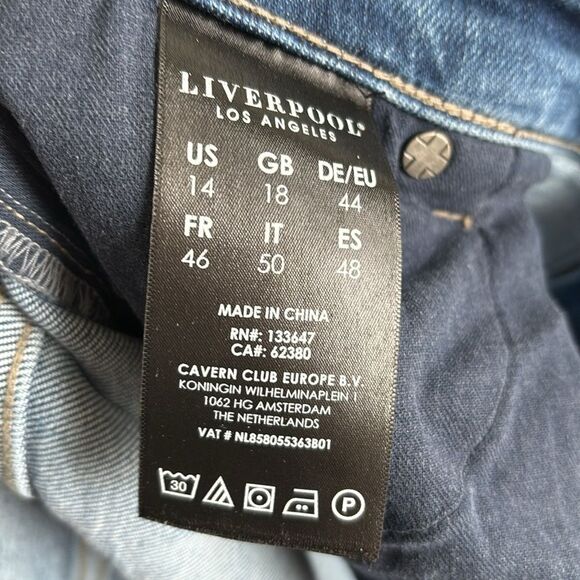 LIVERPOOL®
LOS ANGELES
US GB DE/EU
14 18 44
FR IT ES
46 50 48
MADE IN CHINA
RN#: 133647
CA#: 62380
CAVERN CLUB EUROPE B.V.
KONINGIN WILHELMINAPLEIN 1
1062 HG AMSTERDAM
THE NETHERLANDS
VAT # NL858055363B01
30 P